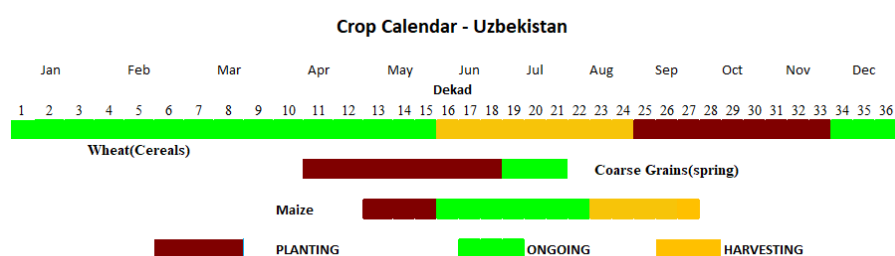 Crop Calendar - Uzbekistan
Jan Feb Mar Apr May Jun Jul Aug Sep Oct Nov Dec
Dekad
1 2 3 4 5 6 7 8 9 10 11 12 13 14 15 16 17 18 19 20 21 22 23 24 25 26 27 28 29 30 31 32 33 34 35 36
Wheat(Cereals)
Coarse Grains(spring)
Maize
PLANTING ONGOING HARVESTING